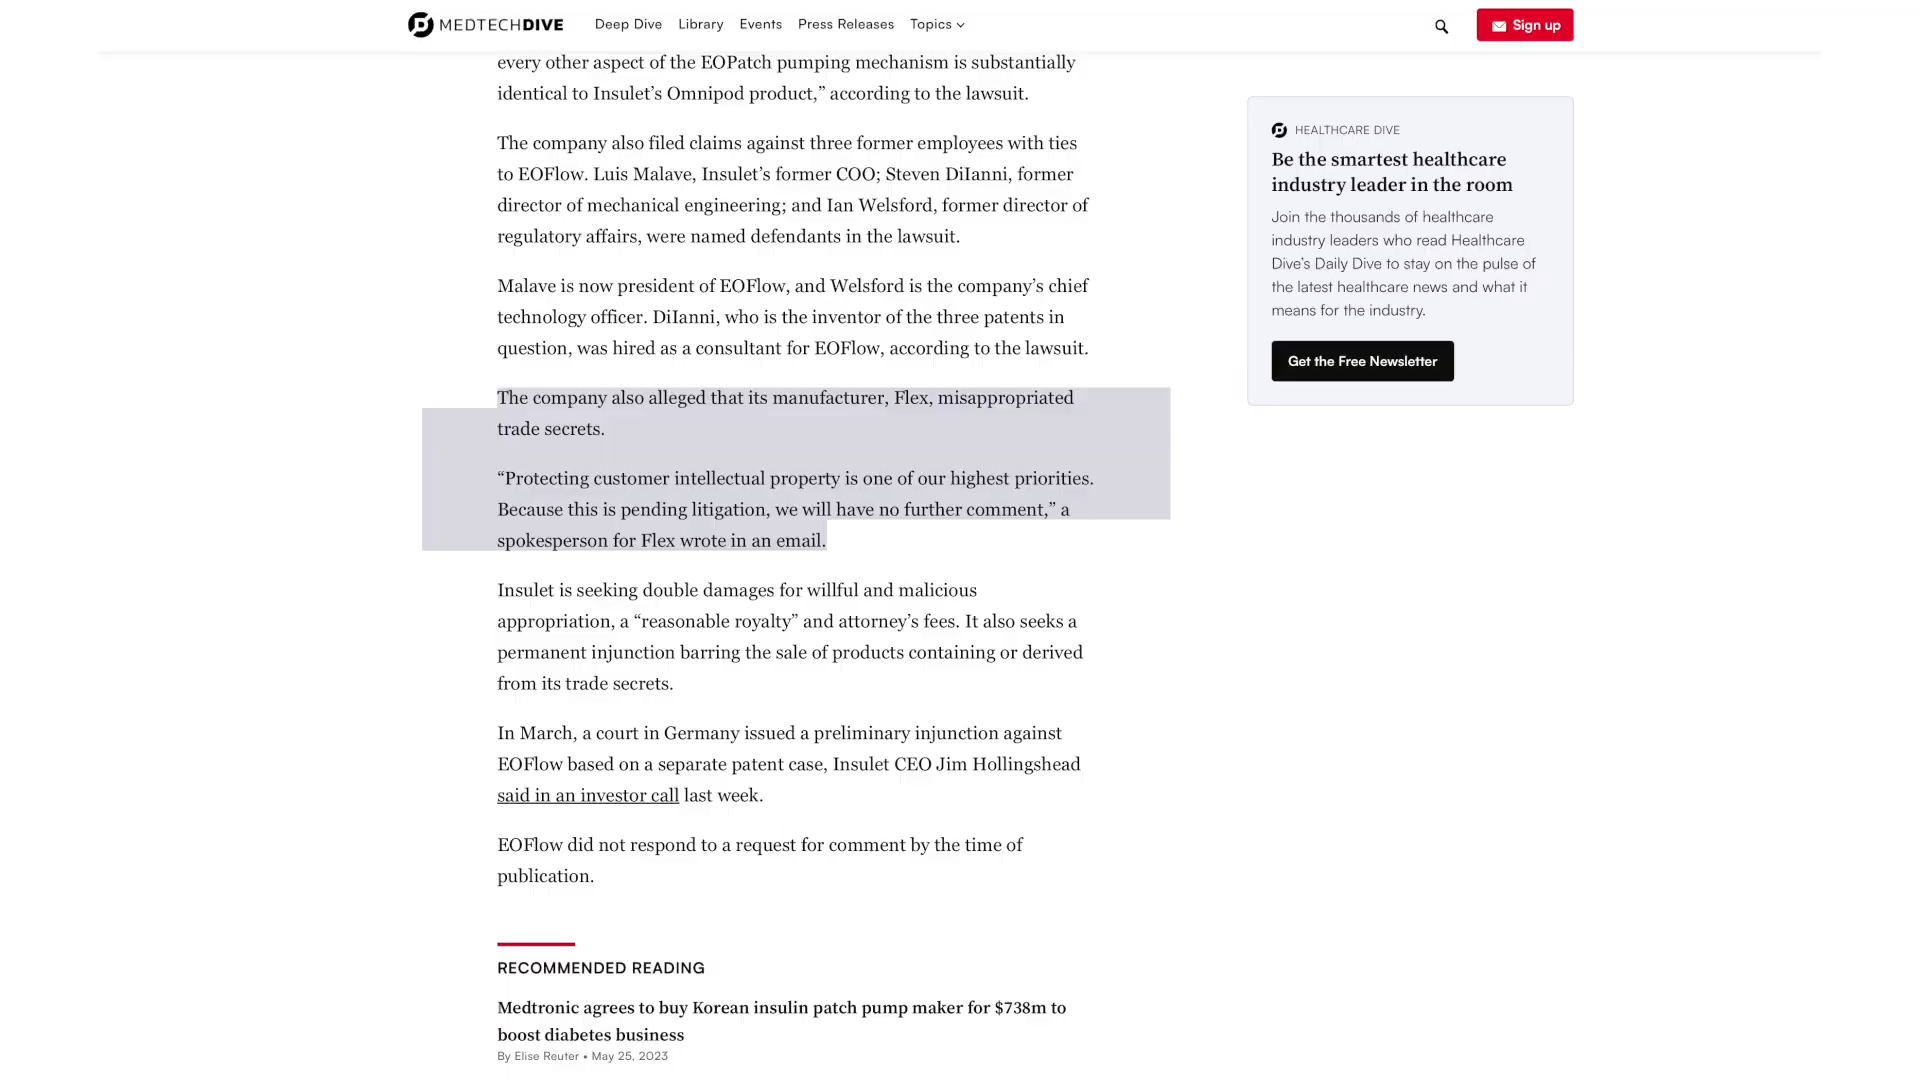 MEDTECHDIVE
Deep Dive
Library
Events
Press Releases
Topics
Sign up
every other aspect of the EOPatch pumping mechanism is substantially
identical to Insulet’s Omnipod product,” according to the lawsuit.
The company also filed claims against three former employees with ties
to EOFlow. Luis Malave, Insulet’s former COO; Steven DiIanni, former
director of mechanical engineering; and Ian Welsford, former director of
regulatory affairs, were named defendants in the lawsuit.
Malave is now president of EOFlow, and Welsford is the company’s chief
technology officer. DiIanni, who is the inventor of the three patents in
question, was hired as a consultant for EOFlow, according to the lawsuit.
The company also alleged that its manufacturer, Flex, misappropriated
trade secrets.
“Protecting customer intellectual property is one of our highest priorities.
Because this is pending litigation, we will have no further comment,” a
spokesperson for Flex wrote in an email.
Insulet is seeking double damages for willful and malicious
appropriation, a “reasonable royalty” and attorney’s fees. It also seeks a
permanent injunction barring the sale of products containing or derived
from its trade secrets.
In March, a court in Germany issued a preliminary injunction against
EOFlow based on a separate patent case, Insulet CEO Jim Hollingshead
said in an investor call last week.
EOFlow did not respond to a request for comment by the time of
publication.
RECOMMENDED READING
Medtronic agrees to buy Korean insulin patch pump maker for $738m to
boost diabetes business
By Elise Reuter • May 25, 2023
HEALTHCARE DIVE
Be the smartest healthcare
industry leader in the room
Join the thousands of healthcare
industry leaders who read Healthcare
Dive’s Daily Dive to stay on the pulse of
the latest healthcare news and what it
means for the industry.
Get the Free Newsletter